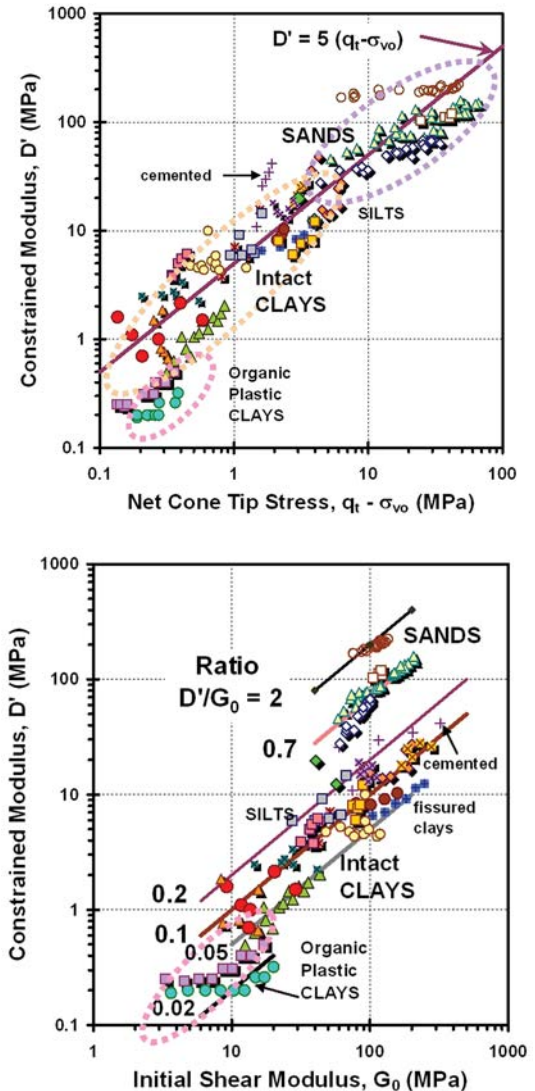 D' = 5 (qt-σvo)
1000
100
10
1
0.1
Constrained Modulus, D' (MPa)
SANDS
cemented
SILTS
Intact
CLAYS
Organic
Plastic
CLAYS
0.1
1
10
100
Net Cone Tip Stress, qt - σvo (MPa)
1000
100
10
1
0.1
Constrained Modulus, D' (MPa)
SANDS
Ratio
D'/G0 = 2
0.7
cemented
SILTS
fissured
clays
Intact
CLAYS
0.2
0.1
0.05
Organic
Plastic
CLAYS
0.02
1
10
100
1000
Initial Shear Modulus, G0 (MPa)